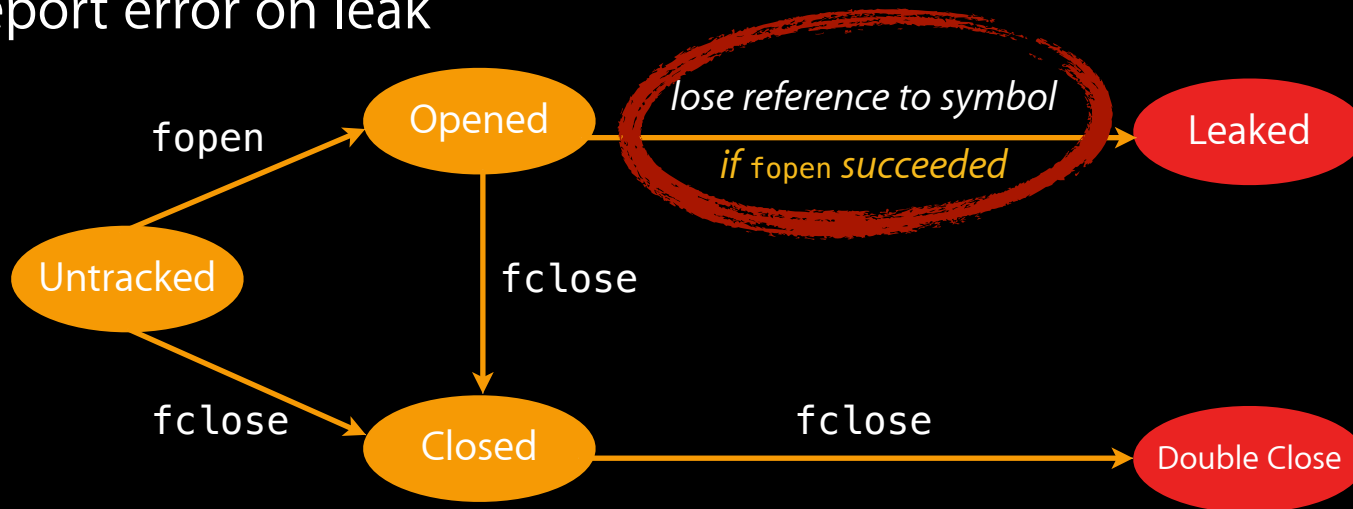 eport error on leak
lose reference to symbol
Opened
Leaked
fopen
if fopen succeeded
Untracked
fclose
fclose
fclose
Closed
Double Close